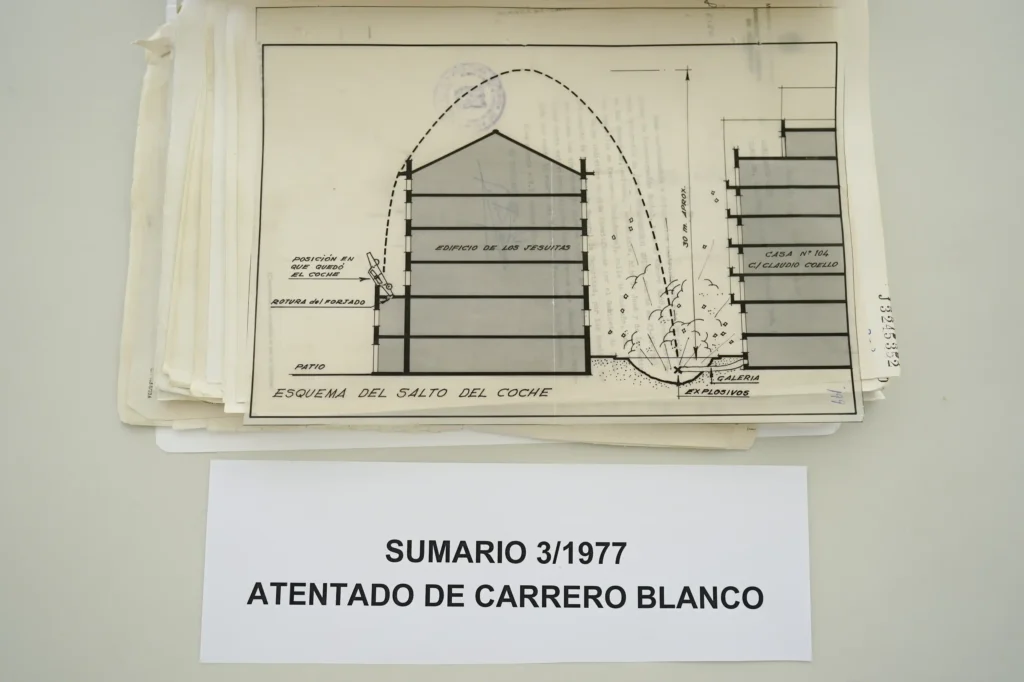 30 m. APROX.
EDIFICIO DE LOS JESUITAS
CASA Nº 104
C/ CLAUDIO COELLO
POSICIÓN EN
QUE QUEDÓ
EL COCHE
ROTURA del FORJADO
PATIO
GALERIA
EXPLOSIVOS
ESQUEMA DEL SALTO DEL COCHE
J8245852
SUMARIO 3/1977
ATENTADO DE CARRERO BLANCO